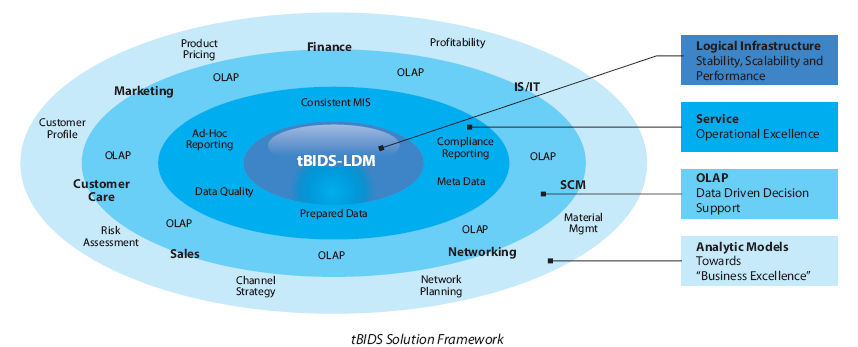 Product
Pricing
Finance
Profitability
Marketing
OLAP
OLAP
IS/IT
Consistent MIS
Customer
Profile
Ad-Hoc
Reporting
Compliance
Reporting
OLAP
tBIDS-LDM
OLAP
Customer
Care
Data Quality
Meta Data
SCM
Prepared Data
Risk
Assessment
OLAP
OLAP
Material
Mgmt
Sales
OLAP
Networking
Channel
Strategy
Network
Planning
Logical Infrastructure
Stability, Scalability and
Performance
Service
Operational Excellence
OLAP
Data Driven Decision
Support
Analytic Models
Towards
“Business Excellence”
tBIDS Solution Framework